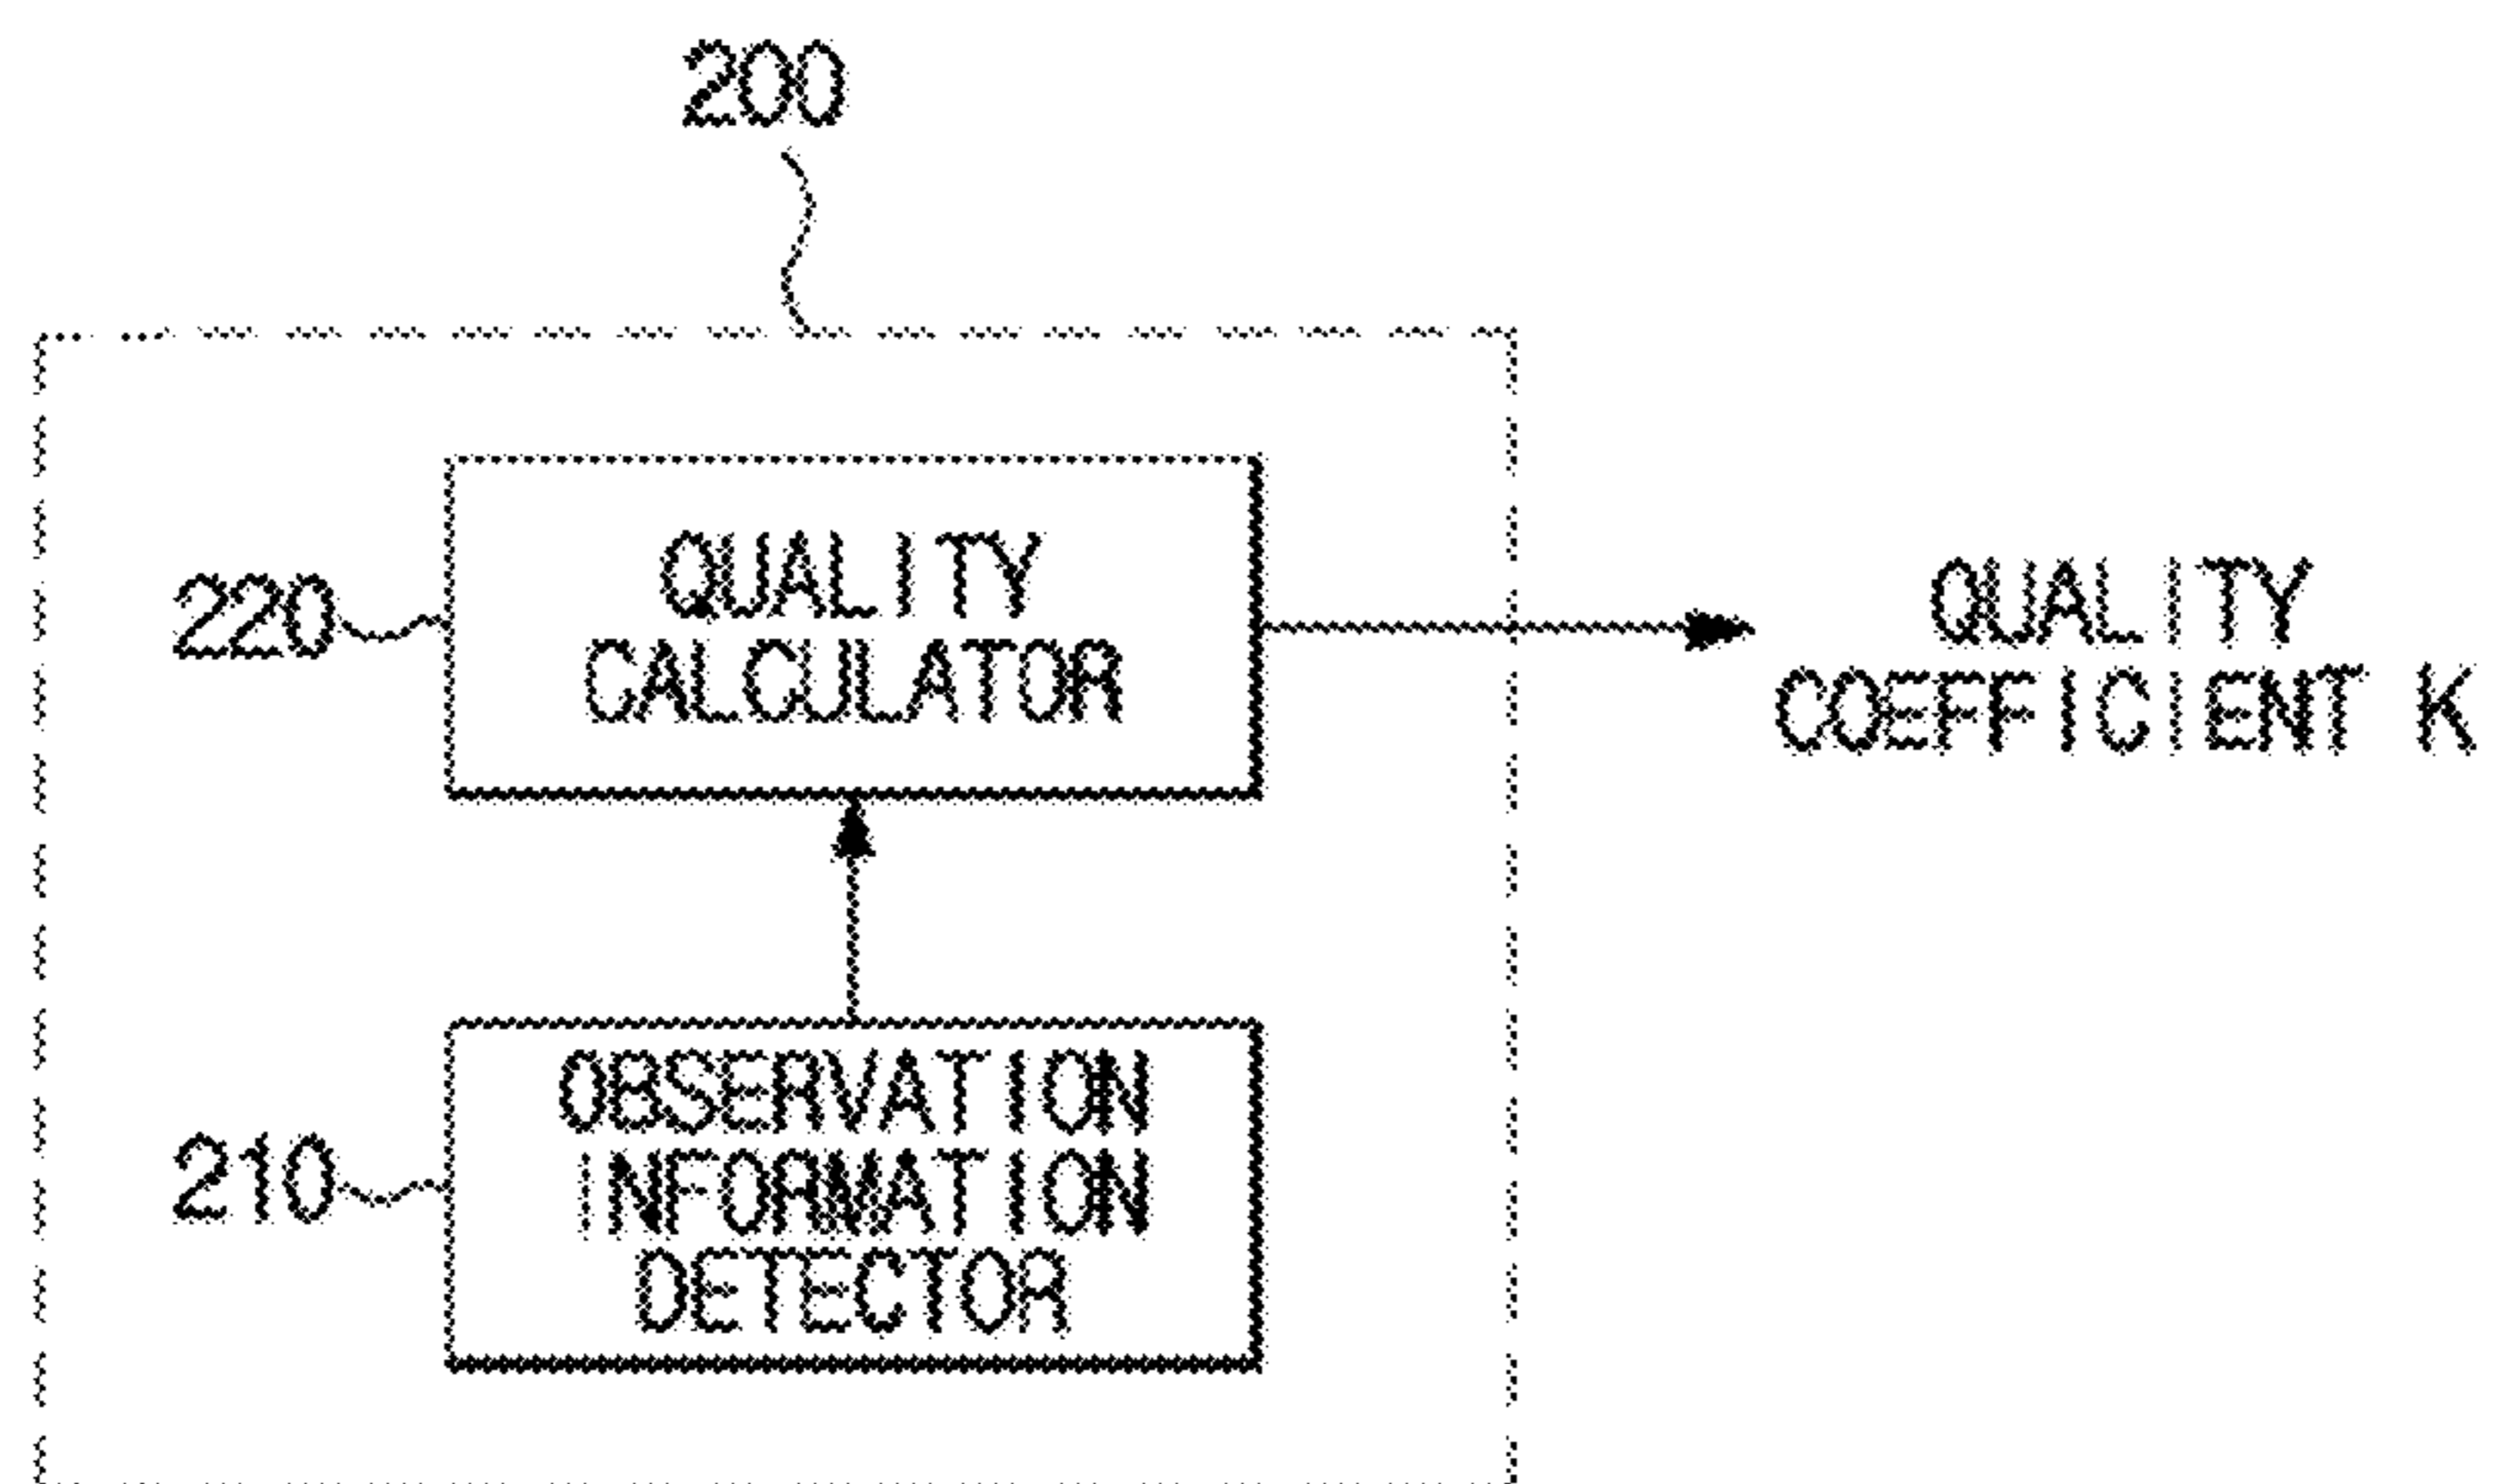 200
220
QUALITY
CALCULATOR
QUALITY
COEFFICIENT K
210
OBSERVATION
INFORMATION
DETECTOR